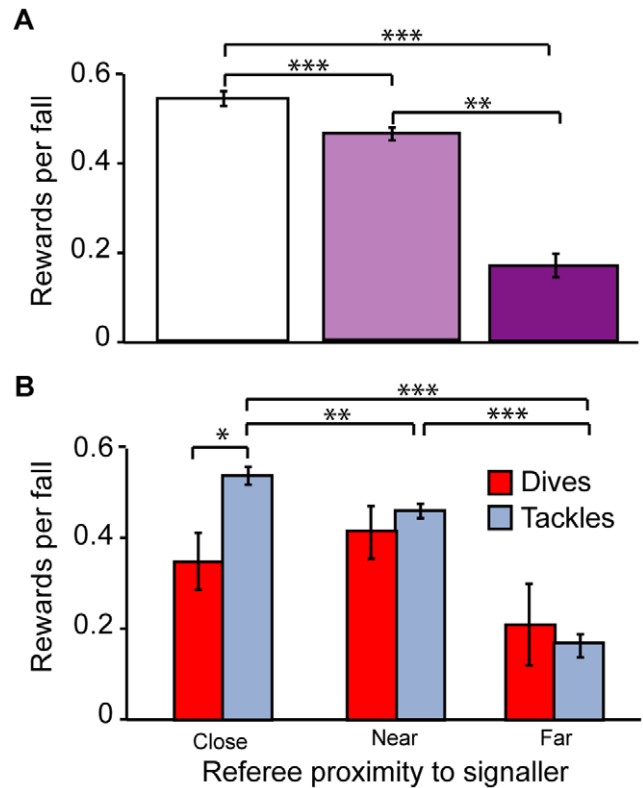 A
***
***
**
Rewards per fall
0.6
0.4
0.2
0
B
***
**
***
*
Rewards per fall
0.6
0.4
0.2
0
Dives
Tackles
Close
Near
Far
Referee proximity to signaller